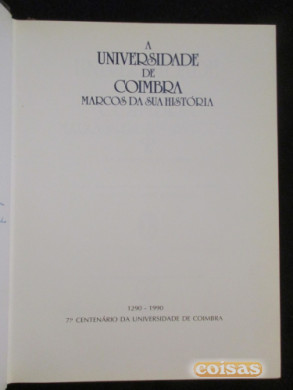 A
UNIVERSIDADE
DE
COIMBRA
MARCOS DA SUA HISTÓRIA
1290 - 1990
7º CENTENÁRIO DA UNIVERSIDADE DE COIMBRA
coisas